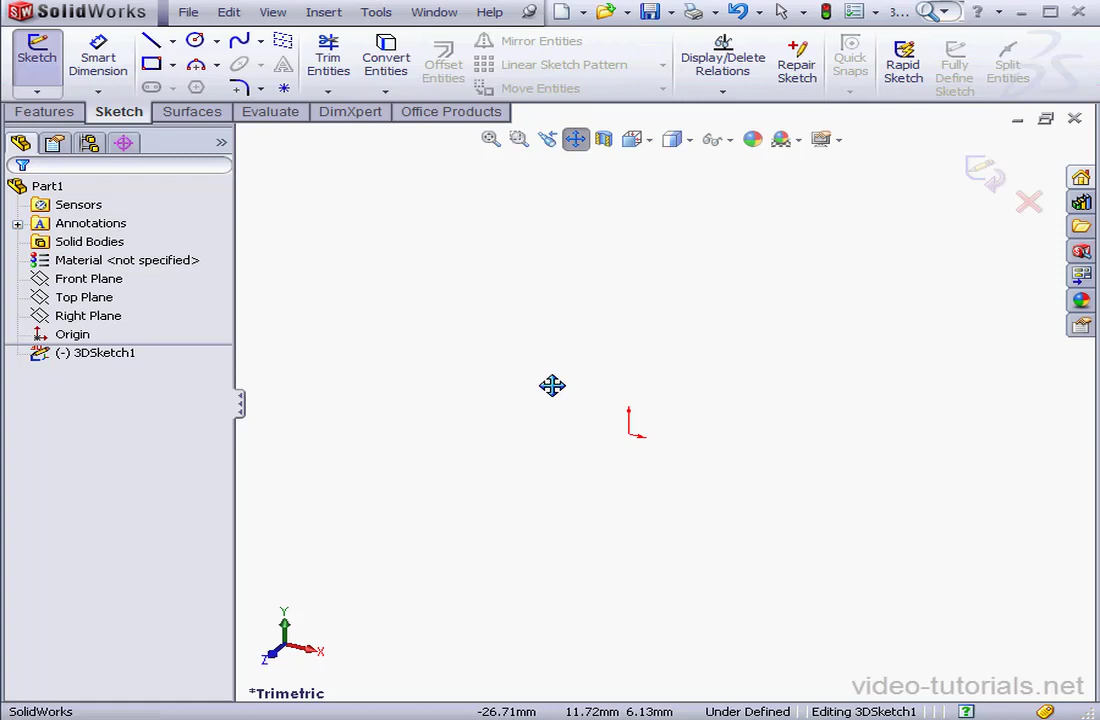 SolidWorks File Edit View Insert Tools Window Help 3... ?
Sketch
Smart Dimension
Trim Entities
Convert Entities
Offset Entities
Mirror Entities
Linear Sketch Pattern
Move Entities
Display/Delete Relations
Repair Sketch
Quick Snaps
Rapid Sketch
Fully Define Sketch
Split Entities
Features Sketch Surfaces Evaluate DimXpert Office Products
Part1
Sensors
Annotations
Solid Bodies
Material <not specified>
Front Plane
Top Plane
Right Plane
Origin
(-) 3DSketch1
Y
X
Z
*Trimetric
video-tutorials.net
SolidWorks -26.71mm 11.72mm 6.13mm Under Defined Editing 3DSketch1